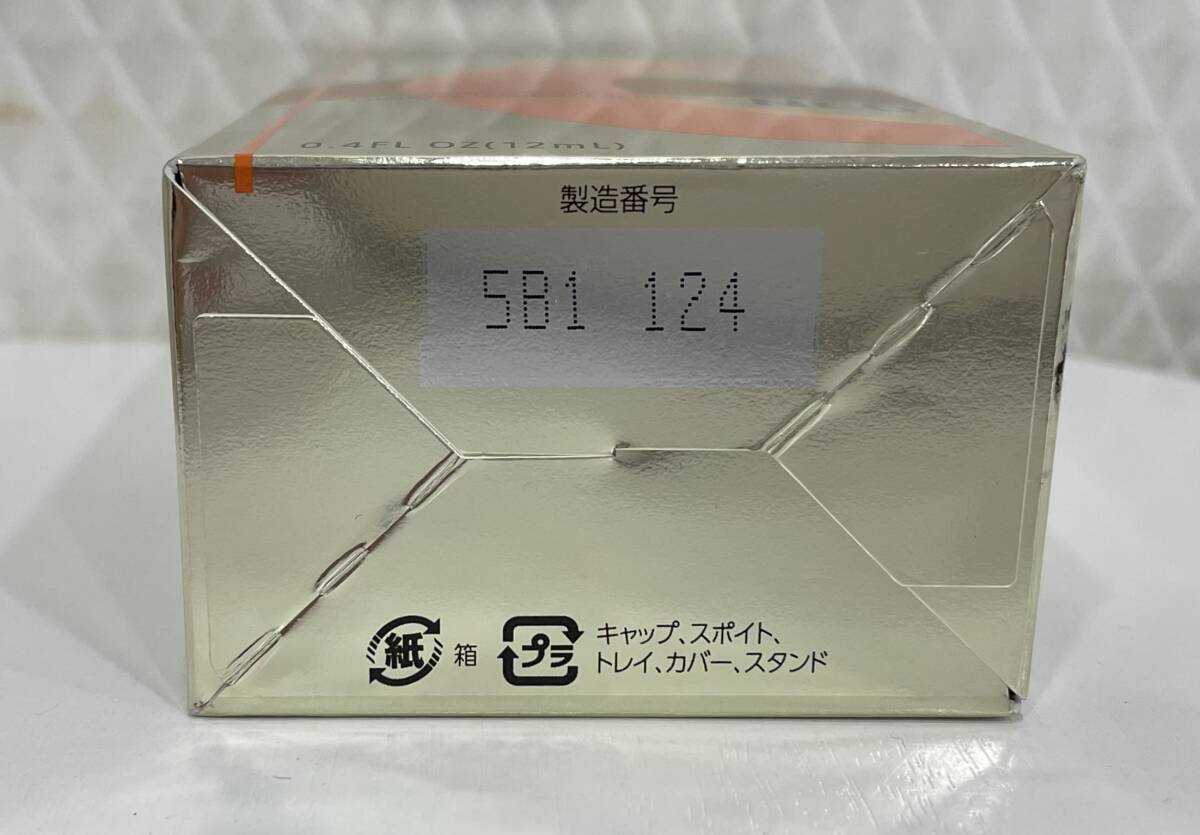 0.4FL OZ(12mL)
製造番号
5B1 124
紙 箱
プラ キャップ、スポイト、
トレイ、カバー、スタンド